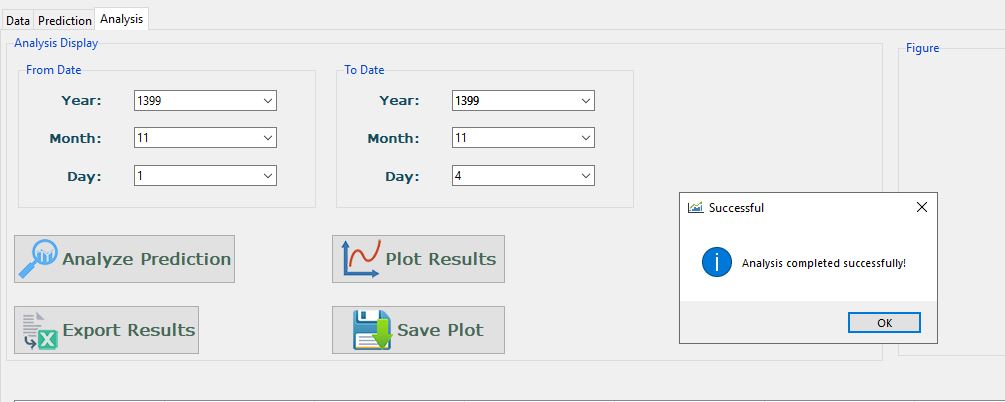 Data Prediction Analysis
Analysis Display
Figure
From Date
To Date
Year: 1399
Year: 1399
Month: 11
Month: 11
Day: 1
Day: 4
Successful
Analysis completed successfully!
OK
Analyze Prediction
Plot Results
Export Results
Save Plot